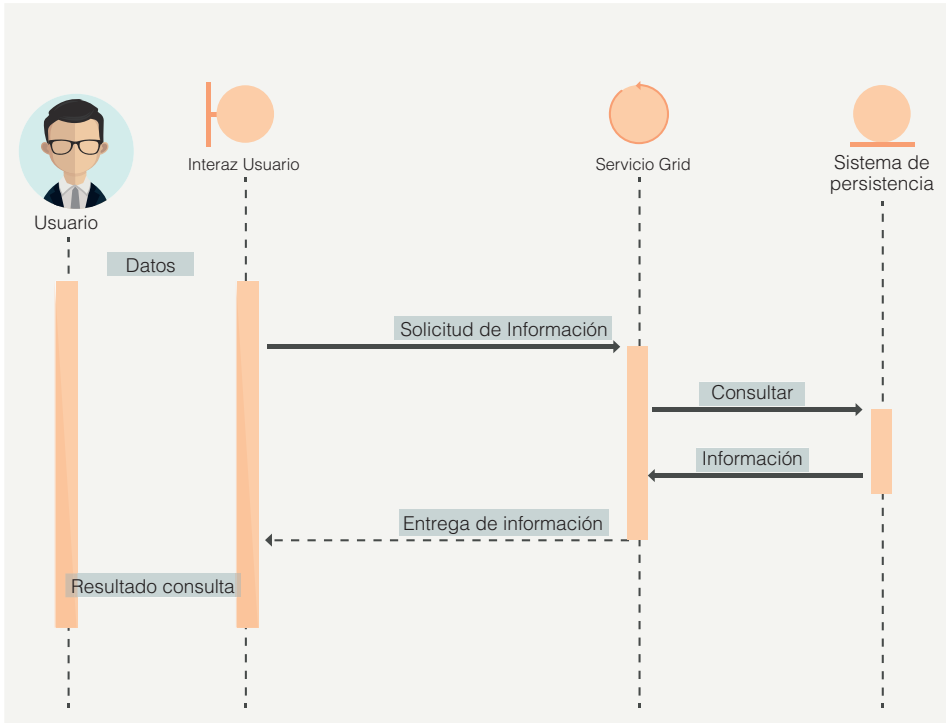 Interaz Usuario
Servicio Grid
Sistema de
persistencia
Usuario
Datos
Solicitud de Información
Consultar
Información
Entrega de información
Resultado consulta